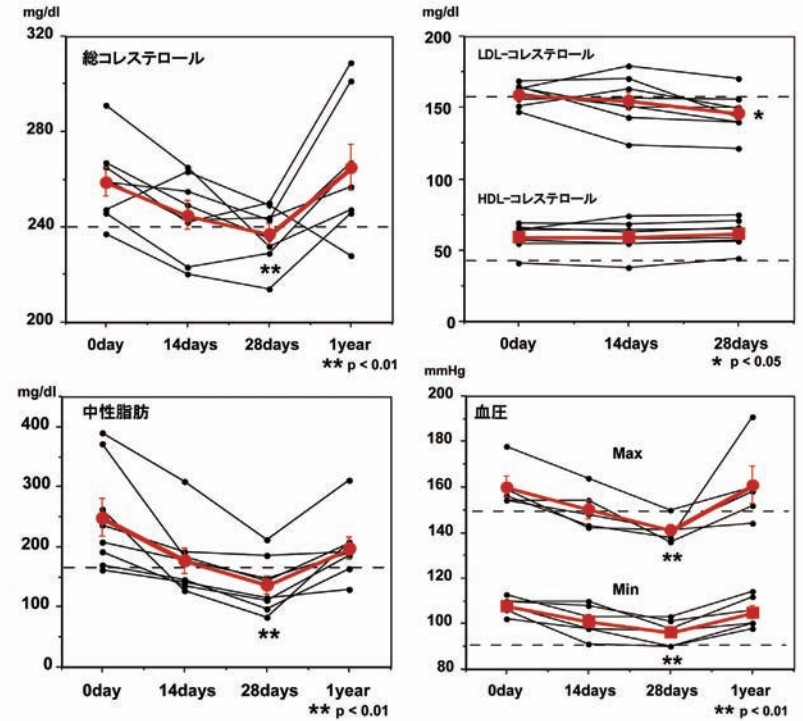 mg/dl
320
280
240
200
総コレステロール
**
0day 14days 28days 1year
** p < 0.01
mg/dl
200
150
100
50
0
LDL-コレステロール
*
HDL-コレステロール
0day 14days 28days
* p < 0.05
mg/dl
400
300
200
100
0
中性脂肪
**
0day 14days 28days 1year
** p < 0.01
mmHg
200
180
160
140
120
100
80
血圧
Max
**
Min
**
0day 14days 28days 1year
** p < 0.01